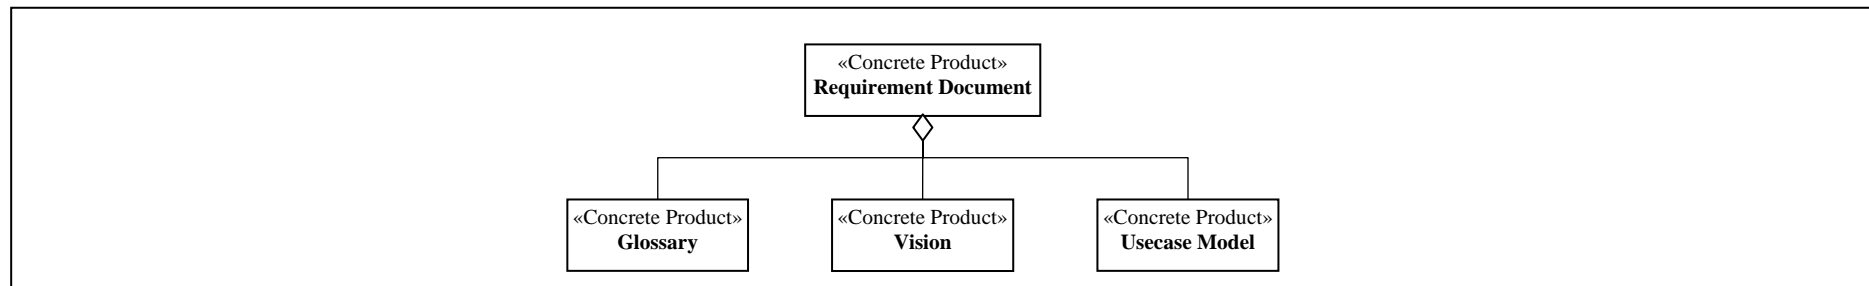 «Concrete Product»
Requirement Document
«Concrete Product»
Glossary
«Concrete Product»
Vision
«Concrete Product»
Usecase Model